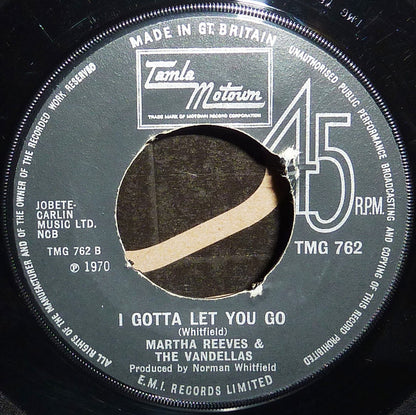 MADE IN GT. BRITAIN
ALL RIGHTS OF THE MANUFACTURER AND OF THE OWNER OF THE RECORDED WORK RESERVED
UNAUTHORISED PUBLIC PERFORMANCE BROADCASTING AND COPYING OF THIS RECORD PROHIBITED
Tamla
Motown
TRADE MARK OF MOTOWN RECORD CORPORATION
45
R.P.M.
JOBETE-
CARLIN
MUSIC LTD.
NCB
TMG 762 B
℗ 1970
TMG 762
I GOTTA LET YOU GO
(Whitfield)
MARTHA REEVES &
THE VANDELLAS
Produced by Norman Whitfield
E.M.I. RECORDS LIMITED